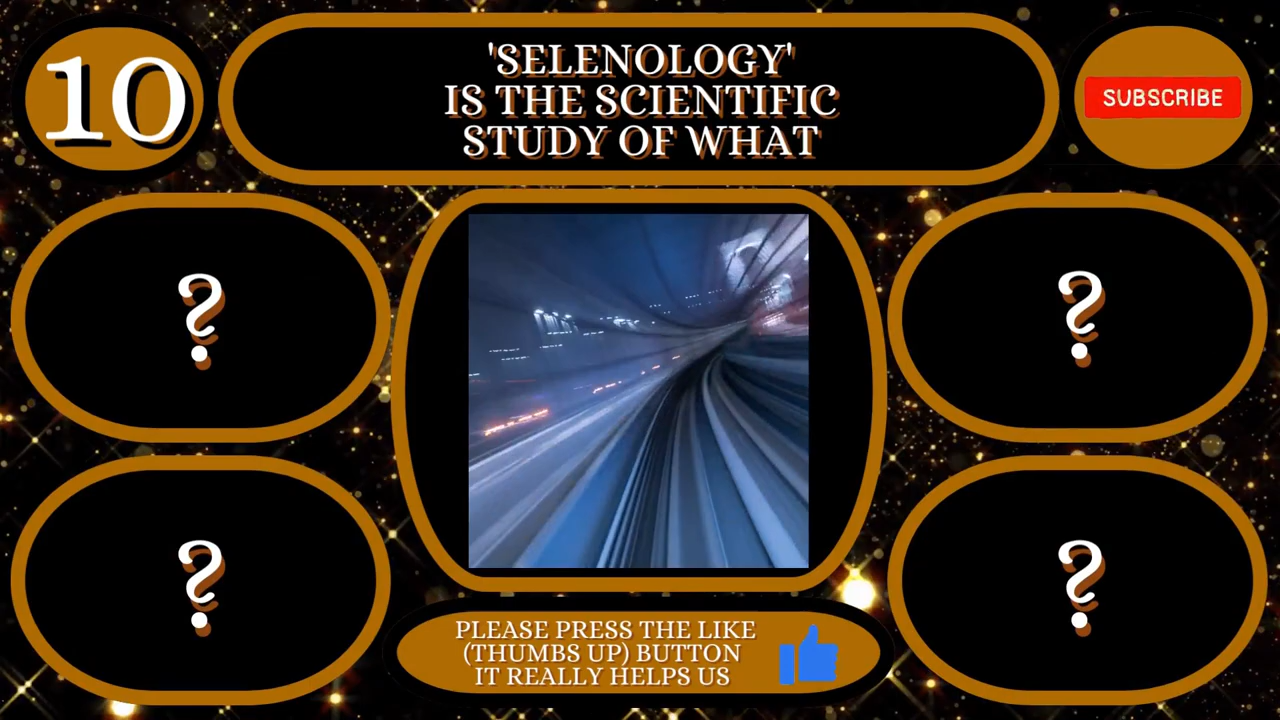 10
'SELENOLOGY'
IS THE SCIENTIFIC
STUDY OF WHAT
SUBSCRIBE
?
?
?
?
PLEASE PRESS THE LIKE
(THUMBS UP) BUTTON
IT REALLY HELPS US